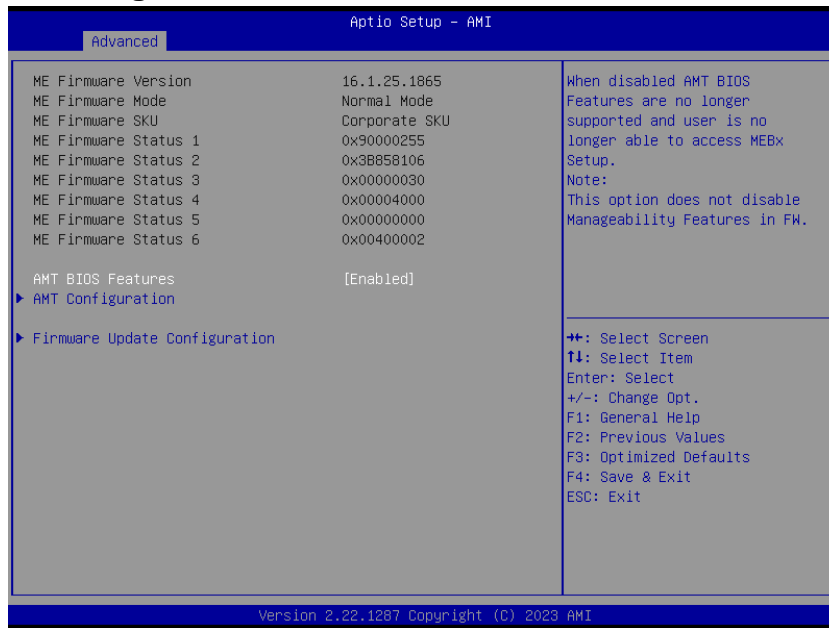 Aptio Setup – AMI
Advanced
ME Firmware Version 16.1.25.1865
ME Firmware Mode Normal Mode
ME Firmware SKU Corporate SKU
ME Firmware Status 1 0x90000255
ME Firmware Status 2 0x3B858106
ME Firmware Status 3 0x00000030
ME Firmware Status 4 0x00004000
ME Firmware Status 5 0x00000000
ME Firmware Status 6 0x00400002
AMT BIOS Features [Enabled]
▶ AMT Configuration
▶ Firmware Update Configuration
When disabled AMT BIOS
Features are no longer
supported and user is no
longer able to access MEBx
Setup.
Note:
This option does not disable
Manageability Features in FW.
→←: Select Screen
↑↓: Select Item
Enter: Select
+/-: Change Opt.
F1: General Help
F2: Previous Values
F3: Optimized Defaults
F4: Save & Exit
ESC: Exit
Version 2.22.1287 Copyright (C) 2023 AMI